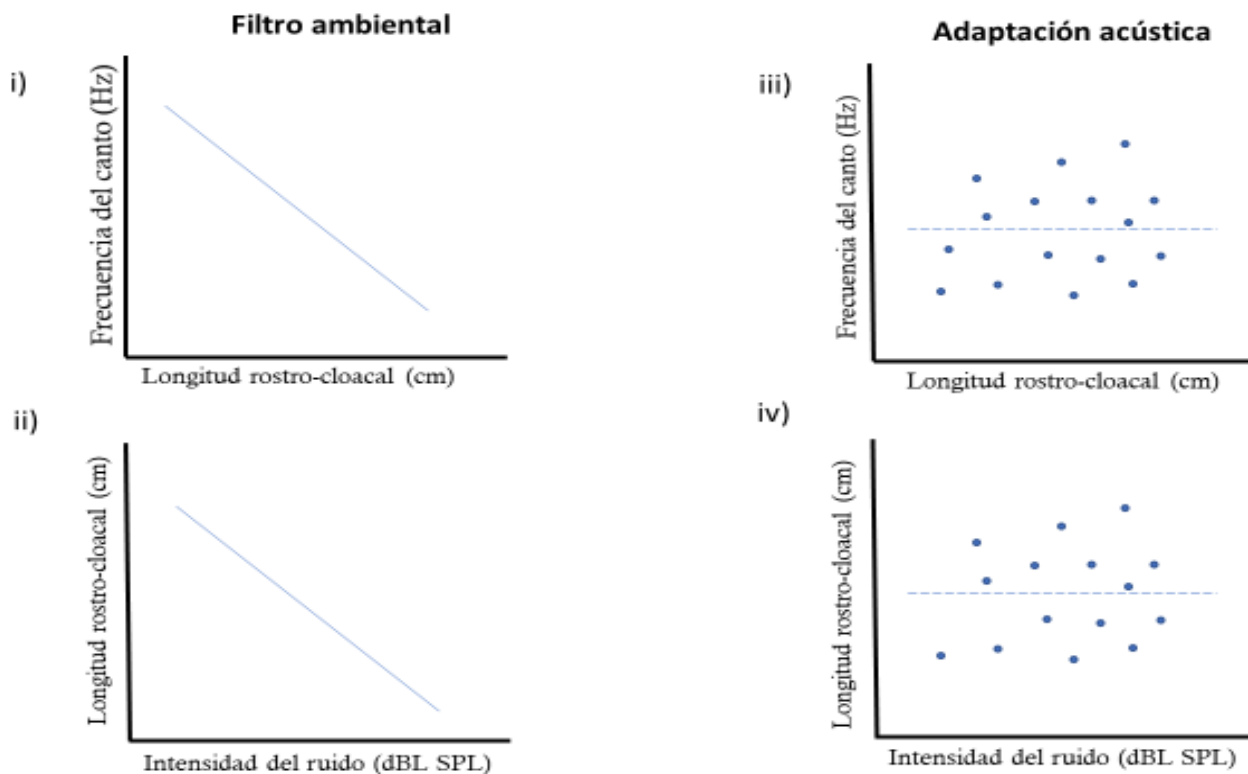 Filtro ambiental
i)
Frecuencia del canto (Hz)
Longitud rostro-cloacal (cm)
ii)
Longitud rostro-cloacal (cm)
Intensidad del ruido (dBL SPL)
Adaptación acústica
iii)
Frecuencia del canto (Hz)
Longitud rostro-cloacal (cm)
iv)
Longitud rostro-cloacal (cm)
Intensidad del ruido (dBL SPL)